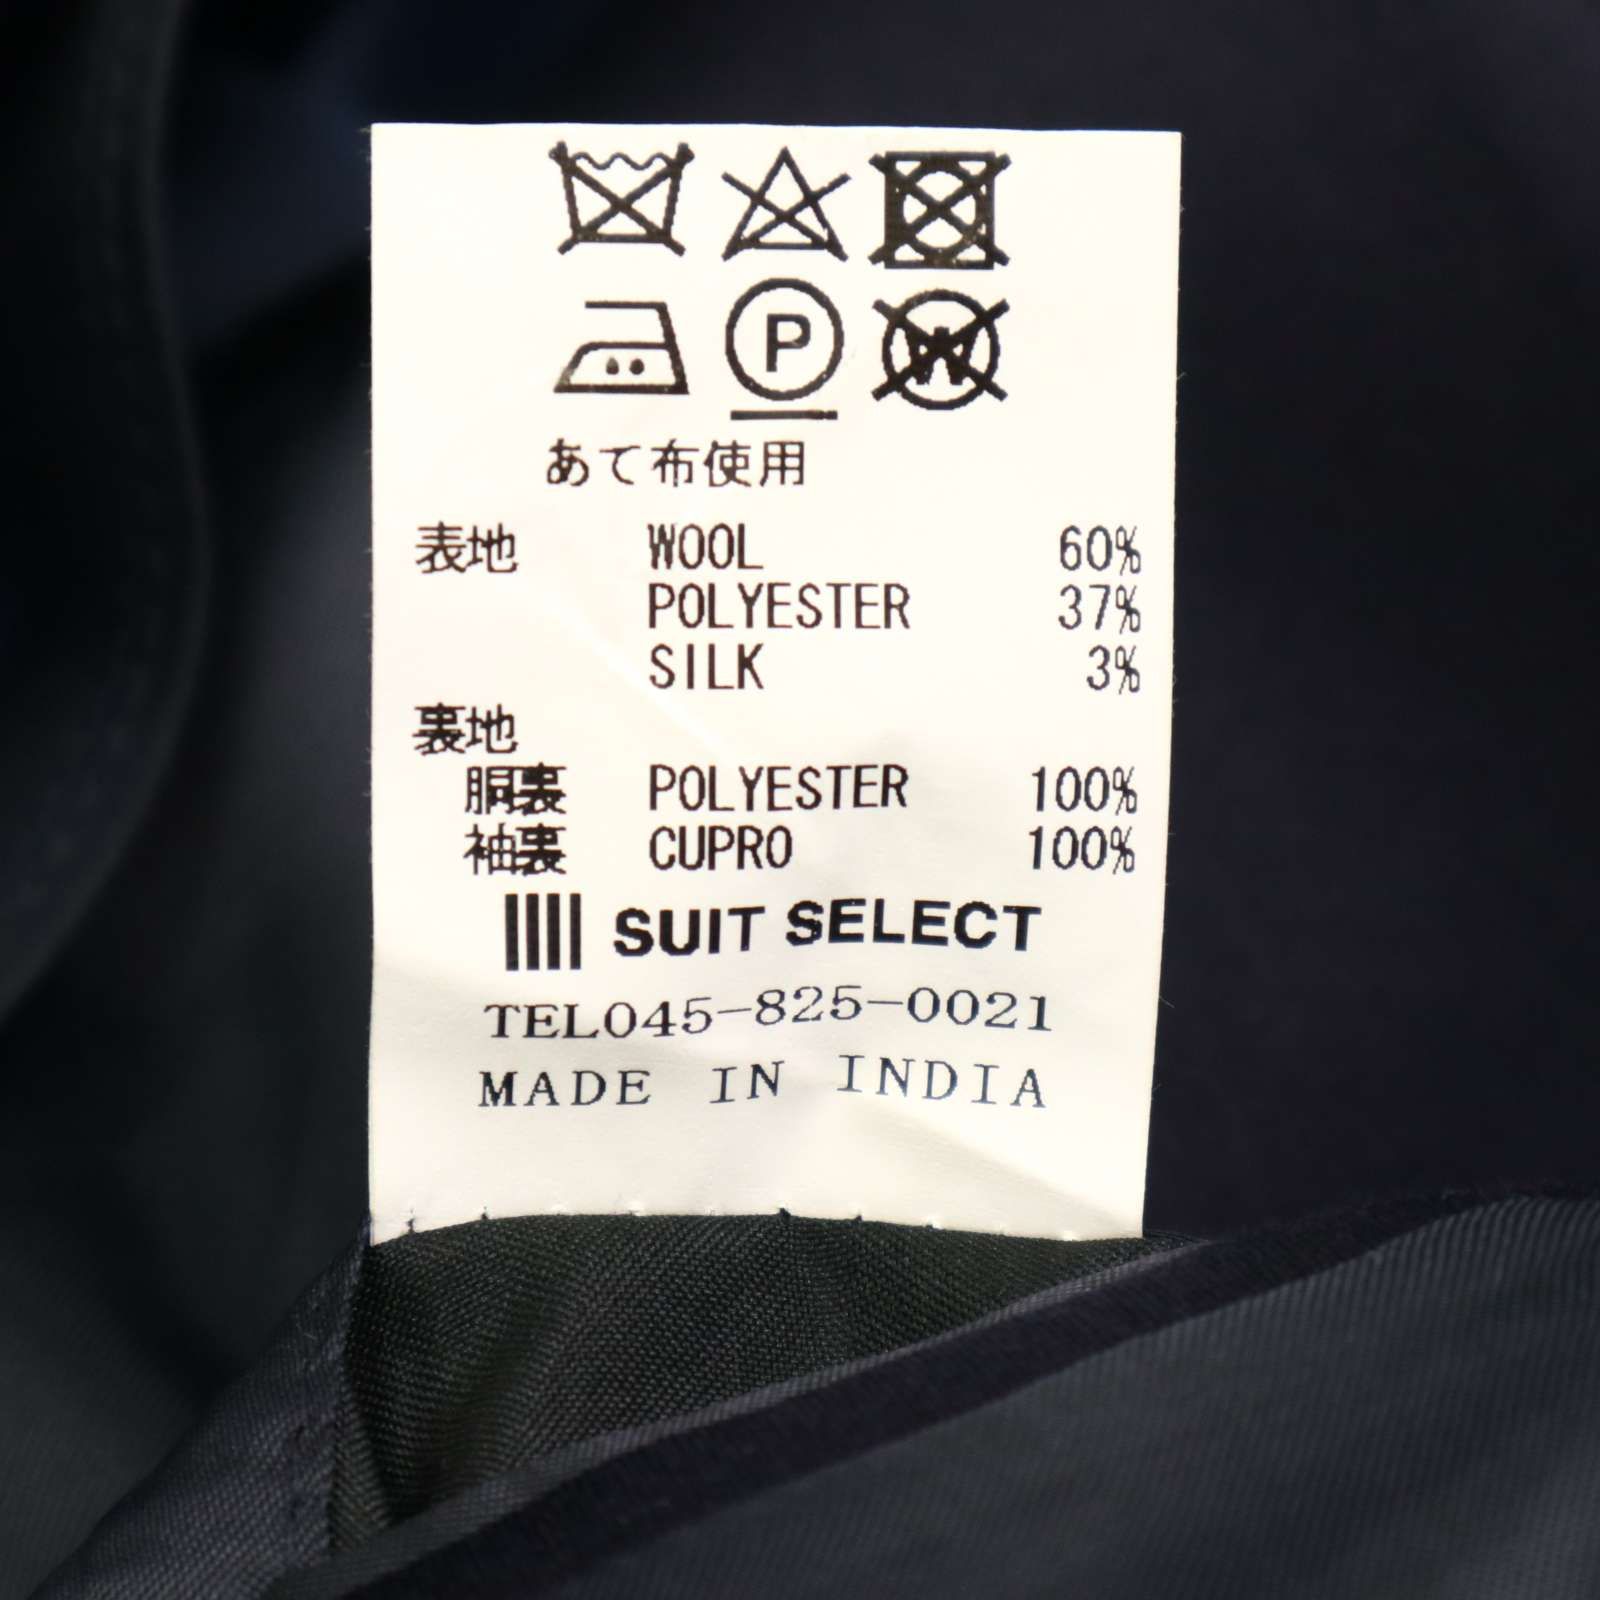 P
W
あて布使用
表地 WOOL 60%
POLYESTER 37%
SILK 3%
裏地
胴裏 POLYESTER 100%
袖裏 CUPRO 100%
SUIT SELECT
TEL045-825-0021
MADE IN INDIA